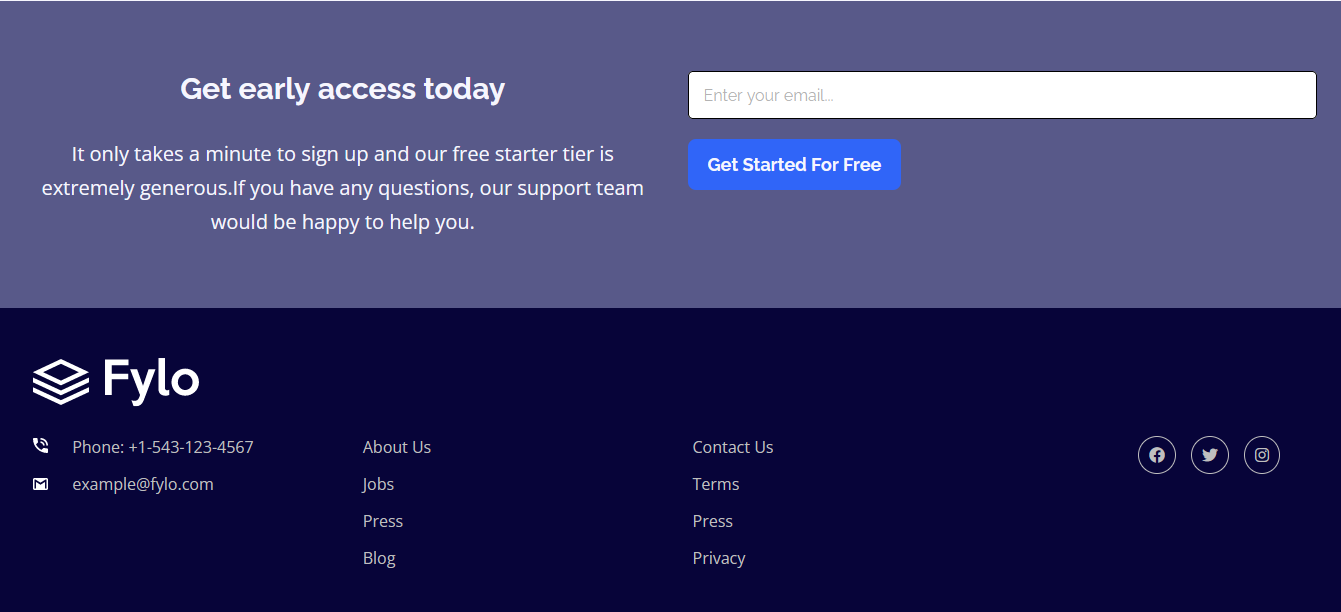 Get early access today
It only takes a minute to sign up and our free starter tier is
extremely generous.If you have any questions, our support team
would be happy to help you.
Enter your email...
Get Started For Free
Fylo
Phone: +1-543-123-4567
example@fylo.com
About Us
Jobs
Press
Blog
Contact Us
Terms
Press
Privacy